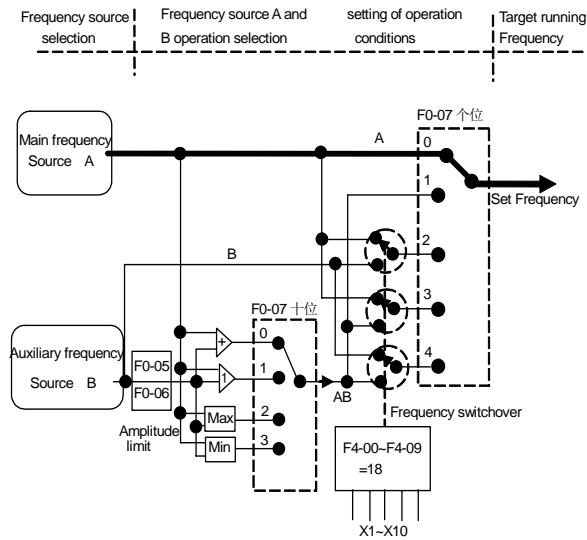 Frequency source
selection
Frequency source A and
B operation selection
setting of operation
conditions
Target running
Frequency
F0-07 个位
Main frequency
Source A
A
0
1
Set Frequency
2
B
3
F0-07 十位
4
Auxiliary frequency
Source B
F0-05
F0-06
+
0
1
1
AB
Max
2
Min
3
Amplitude
limit
Frequency switchover
F4-00~F4-09
=18
X1~X10